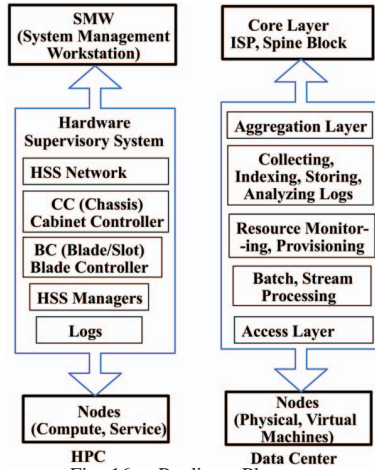 SMW
(System Management
Workstation)
Hardware
Supervisory System
HSS Network
CC (Chassis)
Cabinet Controller
BC (Blade/Slot)
Blade Controller
HSS Managers
Logs
Nodes
(Compute, Service)
HPC
Core Layer
ISP, Spine Block
Aggregation Layer
Collecting,
Indexing, Storing,
Analyzing Logs
Resource Monitor-
-ing, Provisioning
Batch, Stream
Processing
Access Layer
Nodes
(Physical, Virtual
Machines)
Data Center